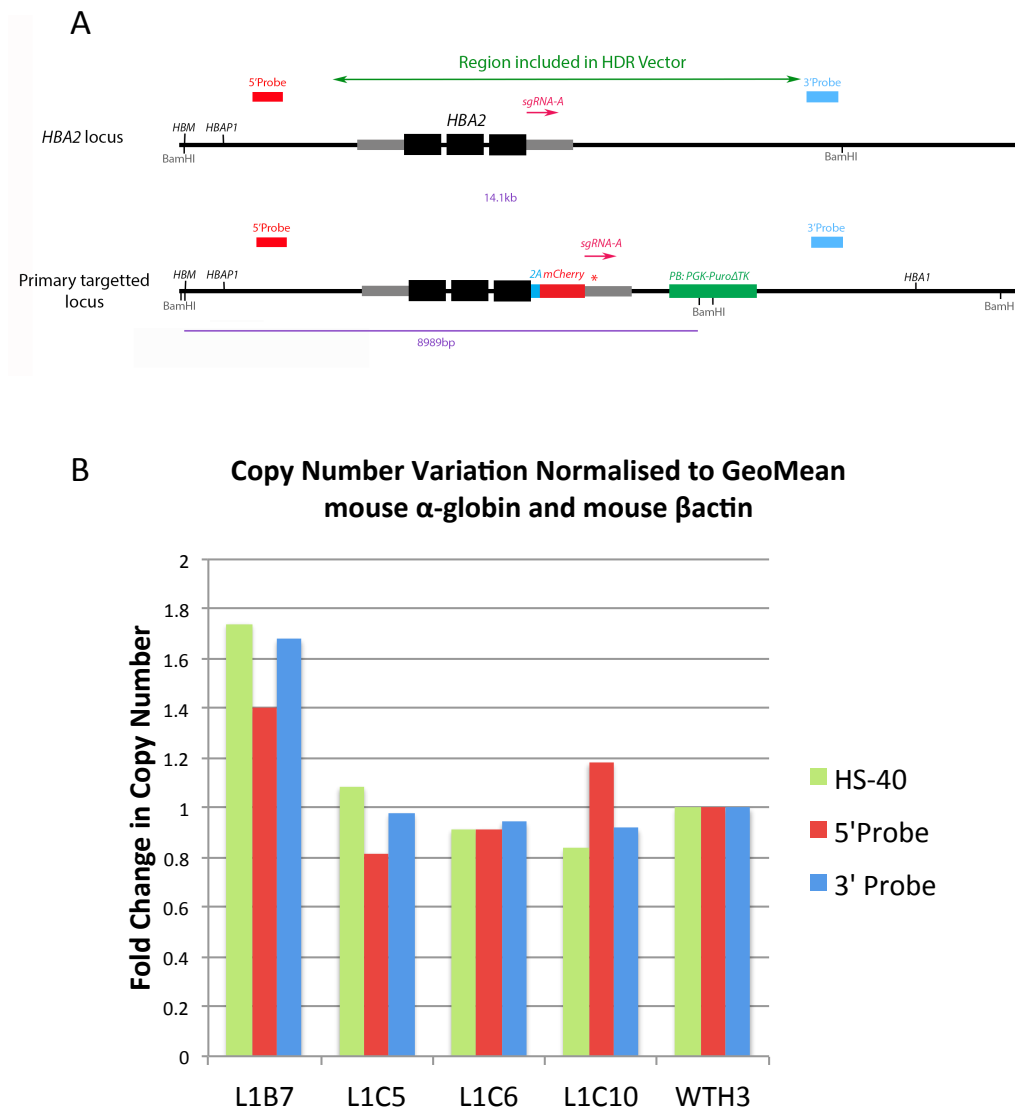 A
Region included in HDR Vector
5'Probe
3'Probe
sgRNA-A
HBM
HBAP1
HBA2
HBA2 locus
BamHI
BamHI
14.1kb
5'Probe
3'Probe
sgRNA-A
HBM
HBAP1
2A mCherry
*
PB: PGK-PuroΔTK
HBA1
Primary targetted
locus
BamHI
BamHI
BamH
8989bp
B
Copy Number Variation Normalised to GeoMean
mouse α-globin and mouse βactin
Fold Change in Copy Number
2
1.8
1.6
1.4
1.2
1
0.8
0.6
0.4
0.2
0
HS-40
5'Probe
3' Probe
L1B7
L1C5
L1C6
L1C10
WTH3